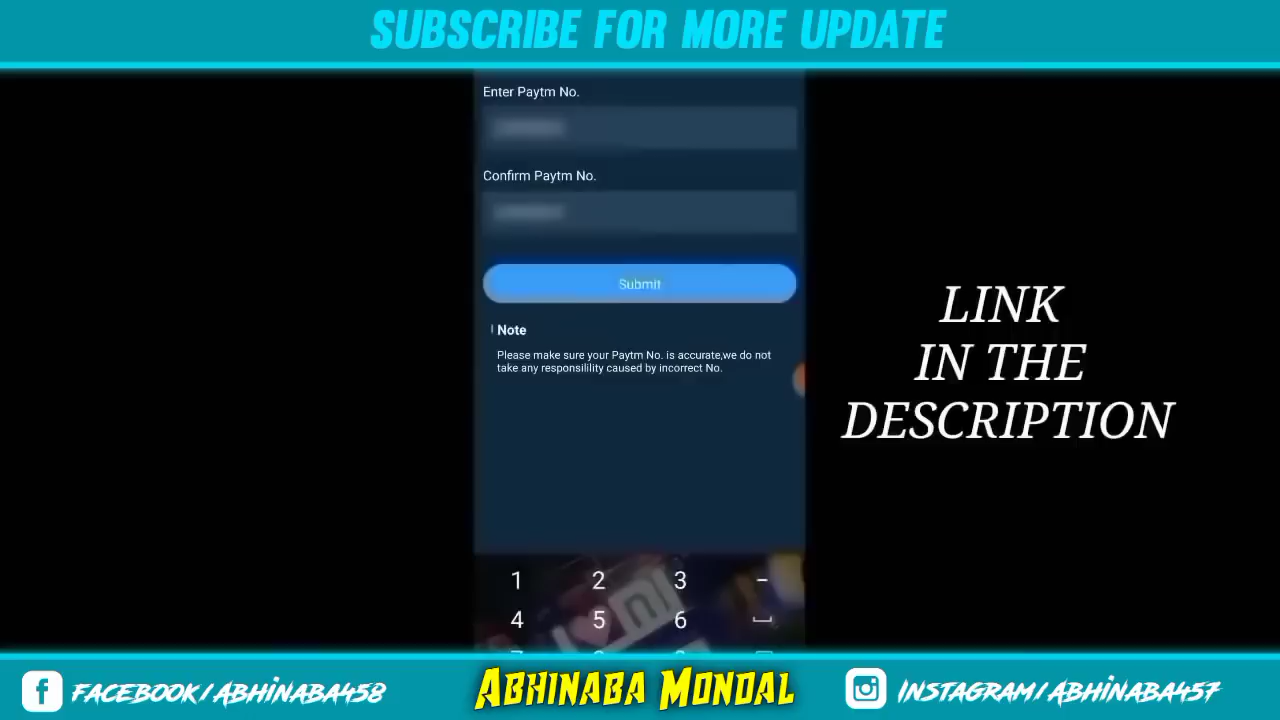 SUBSCRIBE FOR MORE UPDATE
Enter Paytm No.
Confirm Paytm No.
Submit
Note
Please make sure your Paytm No. is accurate,we do not
take any responsilility caused by incorrect No.
LINK
IN THE
DESCRIPTION
1 2 3 -
4 5 6
FACEBOOK/ABHINABA458
ABHINABA MONDAL
INSTAGRAM/ABHINABA457